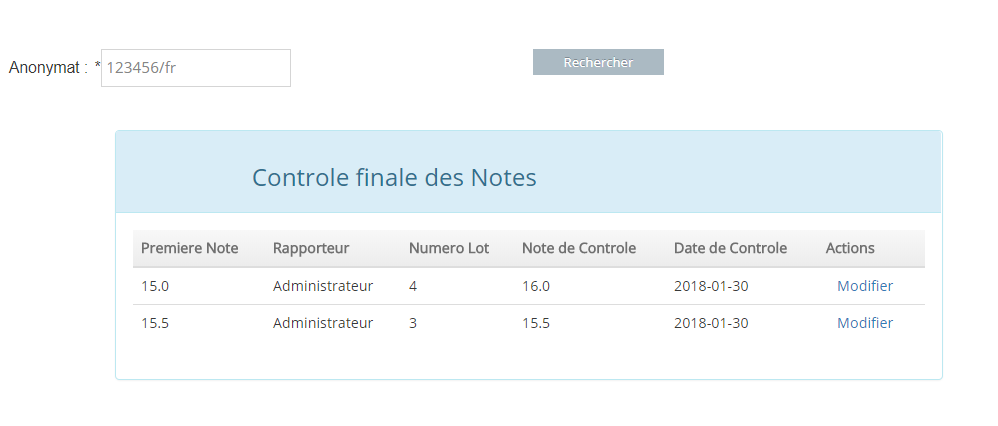 Anonymat : * 123456/fr Rechercher
Controle finale des Notes
Premiere Note Rapporteur Numero Lot Note de Controle Date de Controle Actions
15.0 Administrateur 4 16.0 2018-01-30 Modifier
15.5 Administrateur 3 15.5 2018-01-30 Modifier